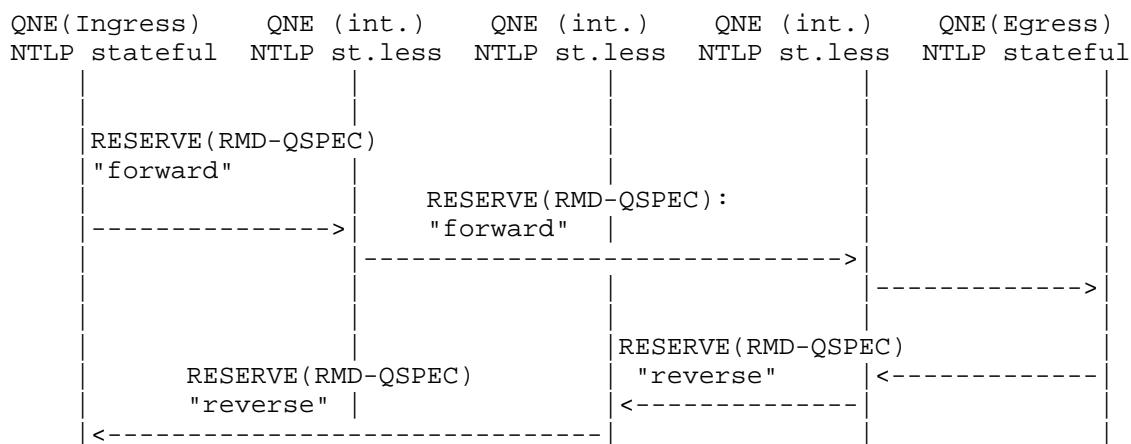 QNE(Ingress) QNE (int.) QNE (int.) QNE (int.) QNE(Egress)
NTLP stateful NTLP st.less NTLP st.less NTLP st.less NTLP stateful
RESERVE(RMD-QSPEC)
"forward"
RESERVE(RMD-QSPEC):
"forward"
RESERVE(RMD-QSPEC)
RESERVE(RMD-QSPEC) "reverse"
"reverse"